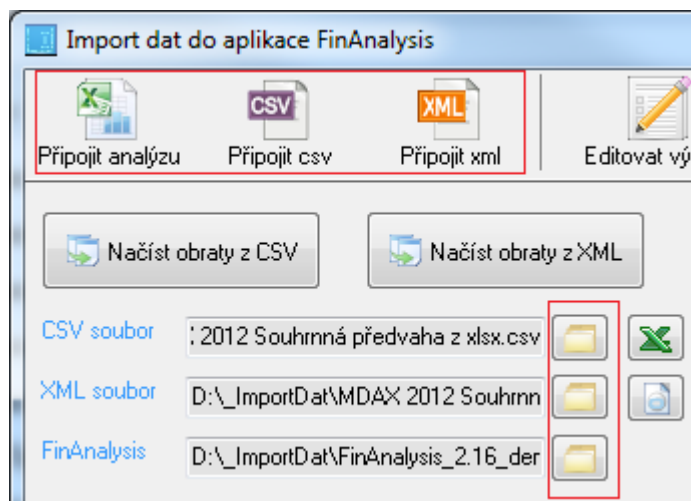 Import dat do aplikace FinAnalysis
CSV
XML
Připojit analýzu Připojit csv Připojit xml Editovat vý
Načíst obraty z CSV Načíst obraty z XML
CSV soubor : 2012 Souhrnná předvaha z xlsx.csv
XML soubor D:\_ImportDat\MDAX 2012 Souhrnn
FinAnalysis D:\_ImportDat\FinAnalysis_2.16_der